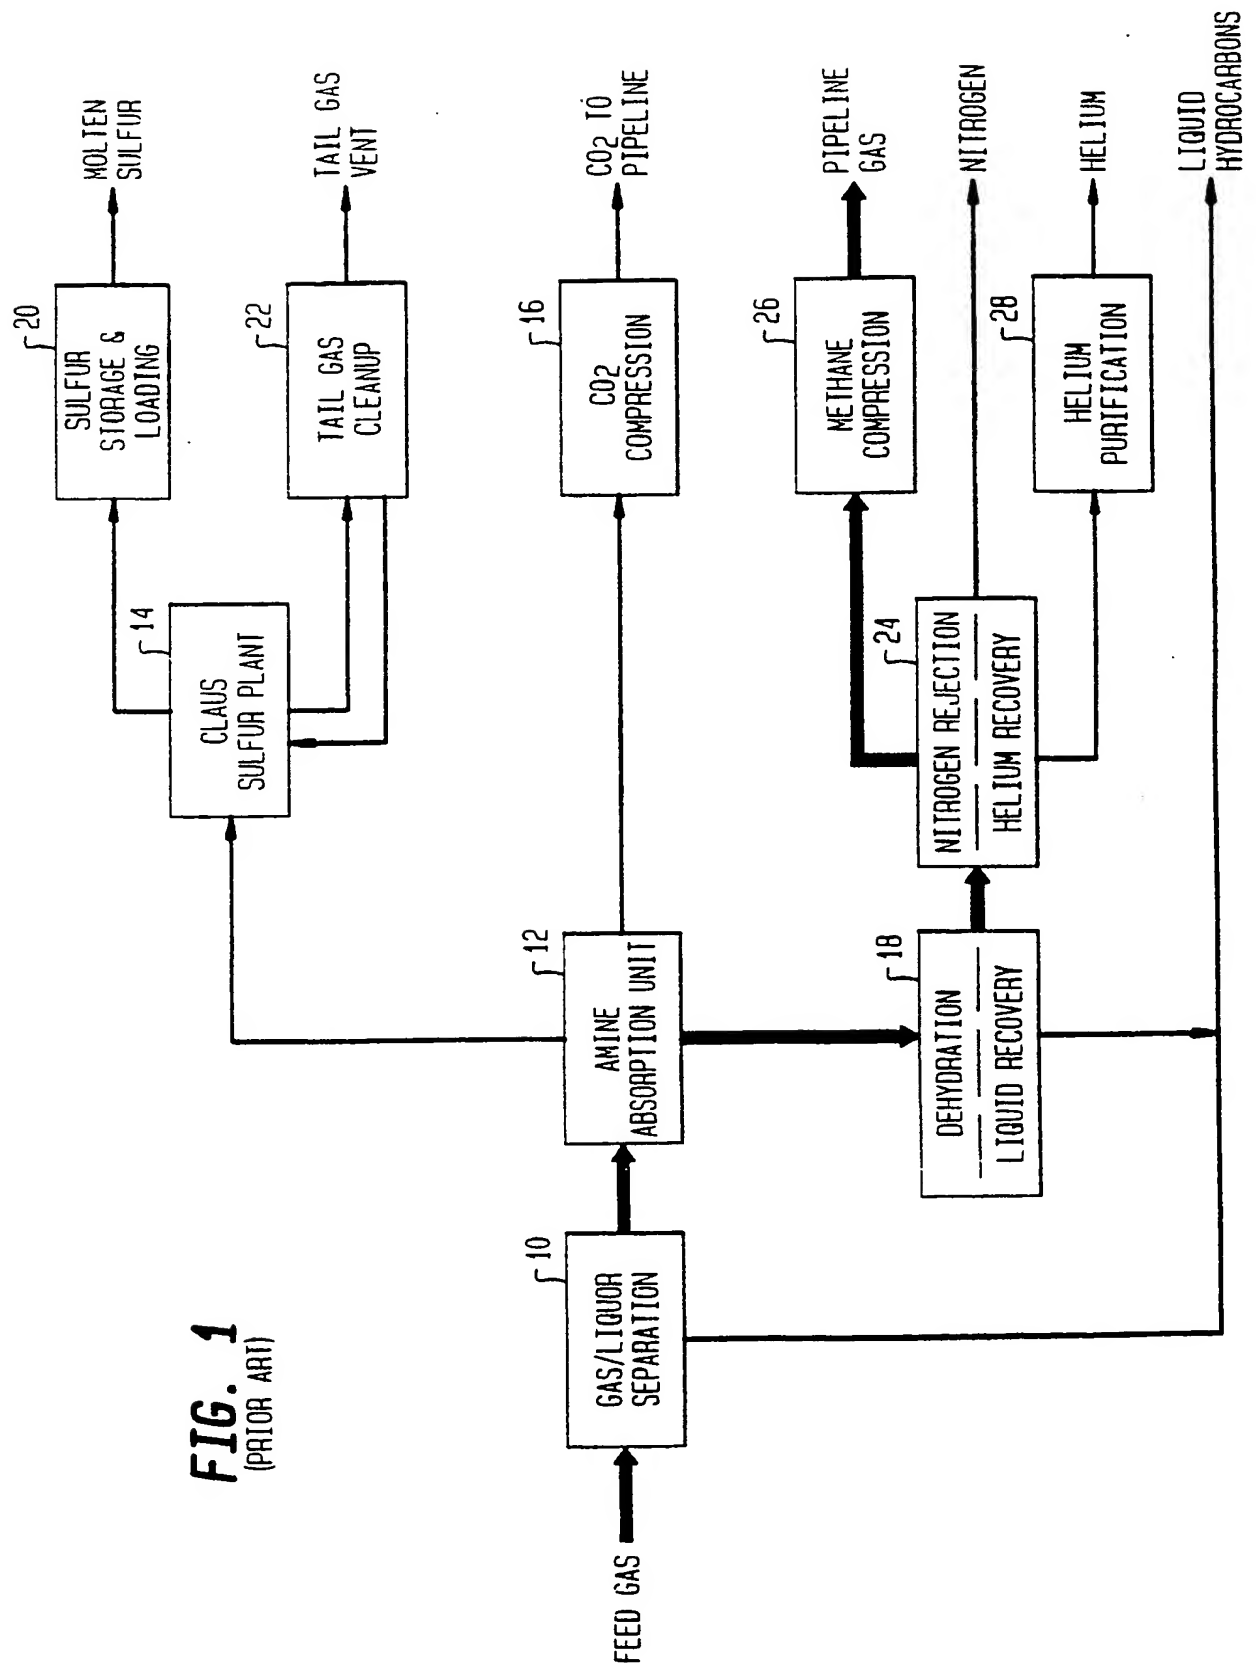 FIG. 1
(PRIOR ART)
FEED GAS
10
GAS/LIQUOR
SEPARATION
12
AMINE
ABSORPTION UNIT
14
CLAUS
SULFUR PLANT
20
SULFUR
STORAGE &
LOADING
MOLTEN
SULFUR
22
TAIL GAS
CLEANUP
TAIL GAS
VENT
16
CO2
COMPRESSION
CO2 TO
PIPELINE
18
DEHYDRATION
LIQUID RECOVERY
24
NITROGEN REJECTION
HELIUM RECOVERY
26
METHANE
COMPRESSION
PIPELINE
GAS
NITROGEN
28
HELIUM
PURIFICATION
HELIUM
LIQUID
HYDROCARBONS